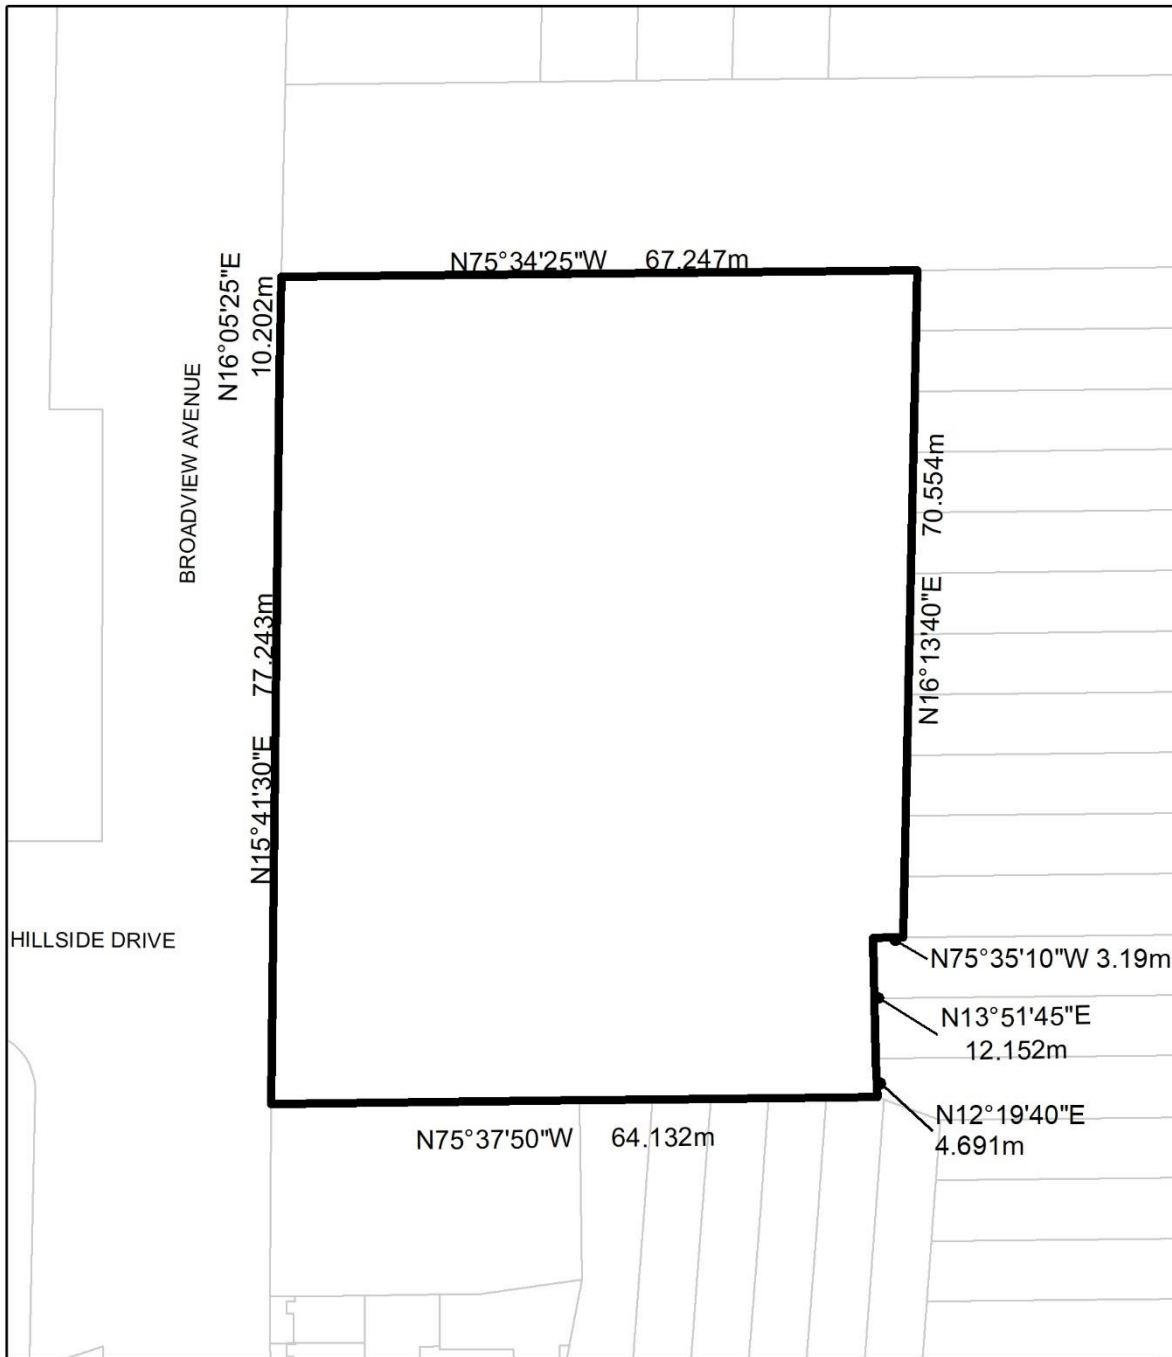 N75°34'25"W 67.247m
N16°05'25"E
10.202m
BROADVIEW AVENUE
70.554m
N16°13'40"E
77.243m
N15°41'30"E
HILLSIDE DRIVE
N75°35'10"W 3.19m
N13°51'45"E
12.152m
N12°19'40"E
4.691m
N75°37'50"W 64.132m